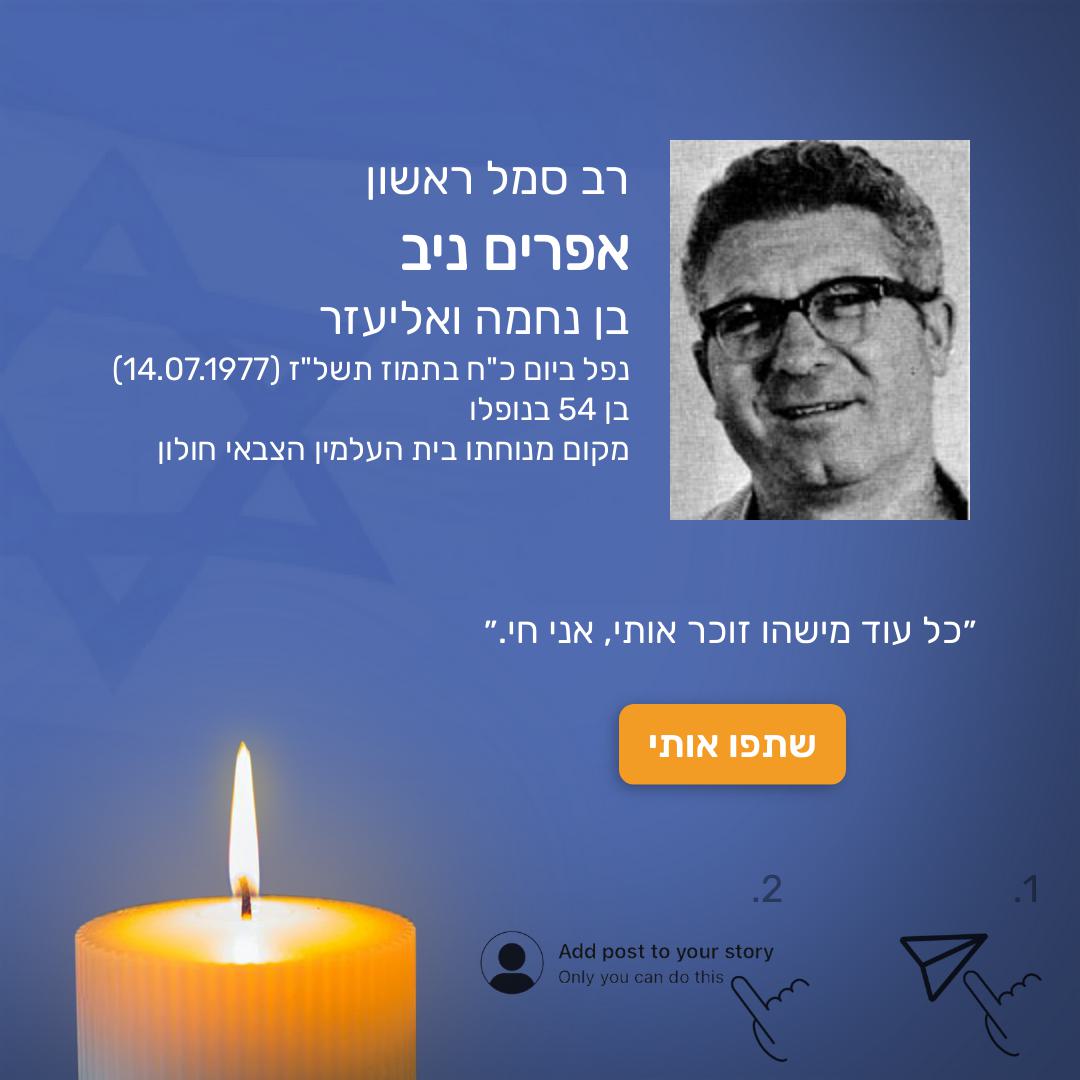 רב סמל ראשון
אפרים ניב
בן נחמה ואליעזר
נפל ביום כ"ח בתמוז תשל"ז (14.07.1977)
בן 54 בנופלו
מקום מנוחתו בית העלמין הצבאי חולון
״כל עוד מישהו זוכר אותי, אני חי.״
שתפו אותי
1.
2.
Add post to your story
Only you can do this